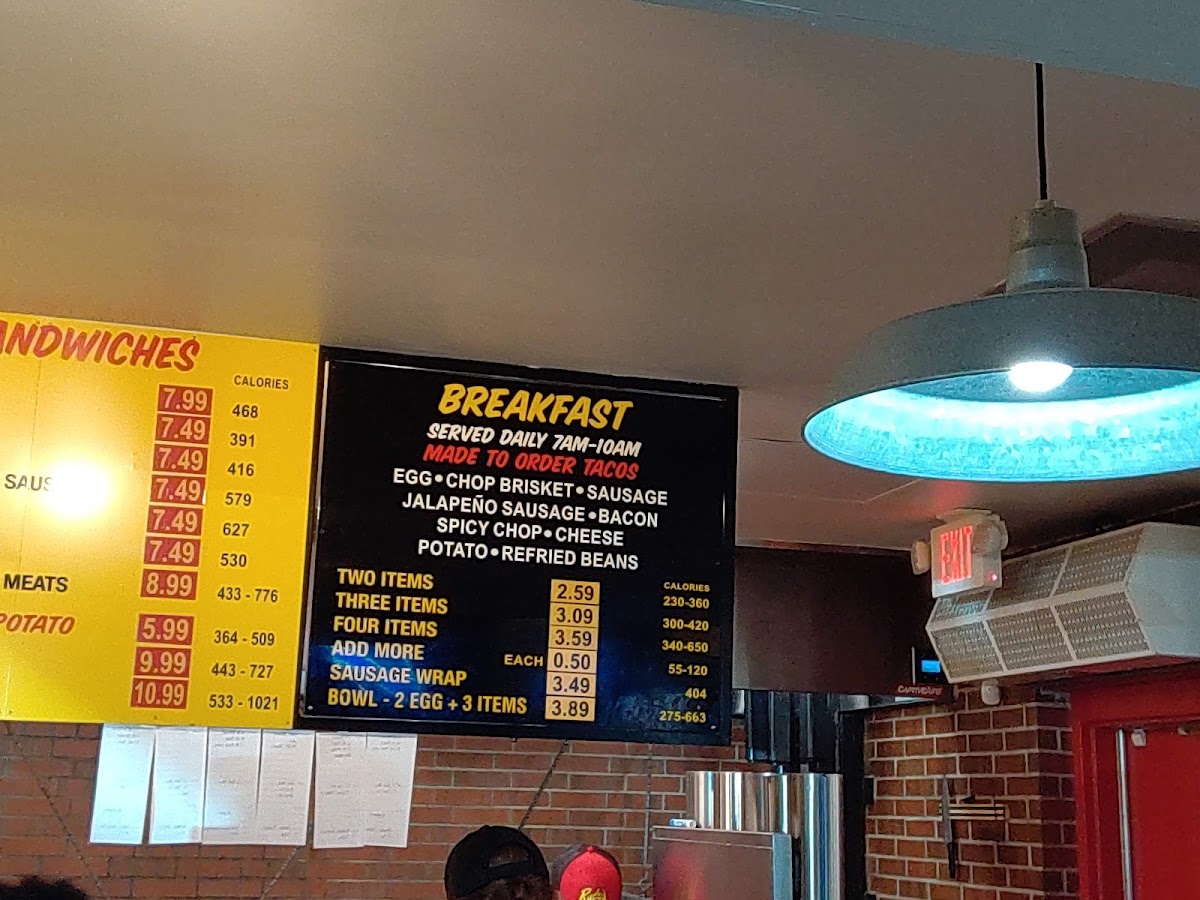 ANDWICHES
CALORIES
7.99 468
7.49 391
7.49 416
SAUS 7.49 579
7.49 627
7.49 530
MEATS 8.99 433 - 776
POTATO 5.99 364 - 509
9.99 443 - 727
10.99 533 - 1021
BREAKFAST
SERVED DAILY 7AM-10AM
MADE TO ORDER TACOS
EGG • CHOP BRISKET • SAUSAGE
JALAPEÑO SAUSAGE • BACON
SPICY CHOP • CHEESE
POTATO • REFRIED BEANS
CALORIES
TWO ITEMS 2.59 230-360
THREE ITEMS 3.09 300-420
FOUR ITEMS 3.59 340-650
ADD MORE EACH 0.50 55-120
SAUSAGE WRAP 3.49 404
BOWL - 2 EGG + 3 ITEMS 3.89 275-663
EXIT
CAPTIVEAIRE
Rudy's